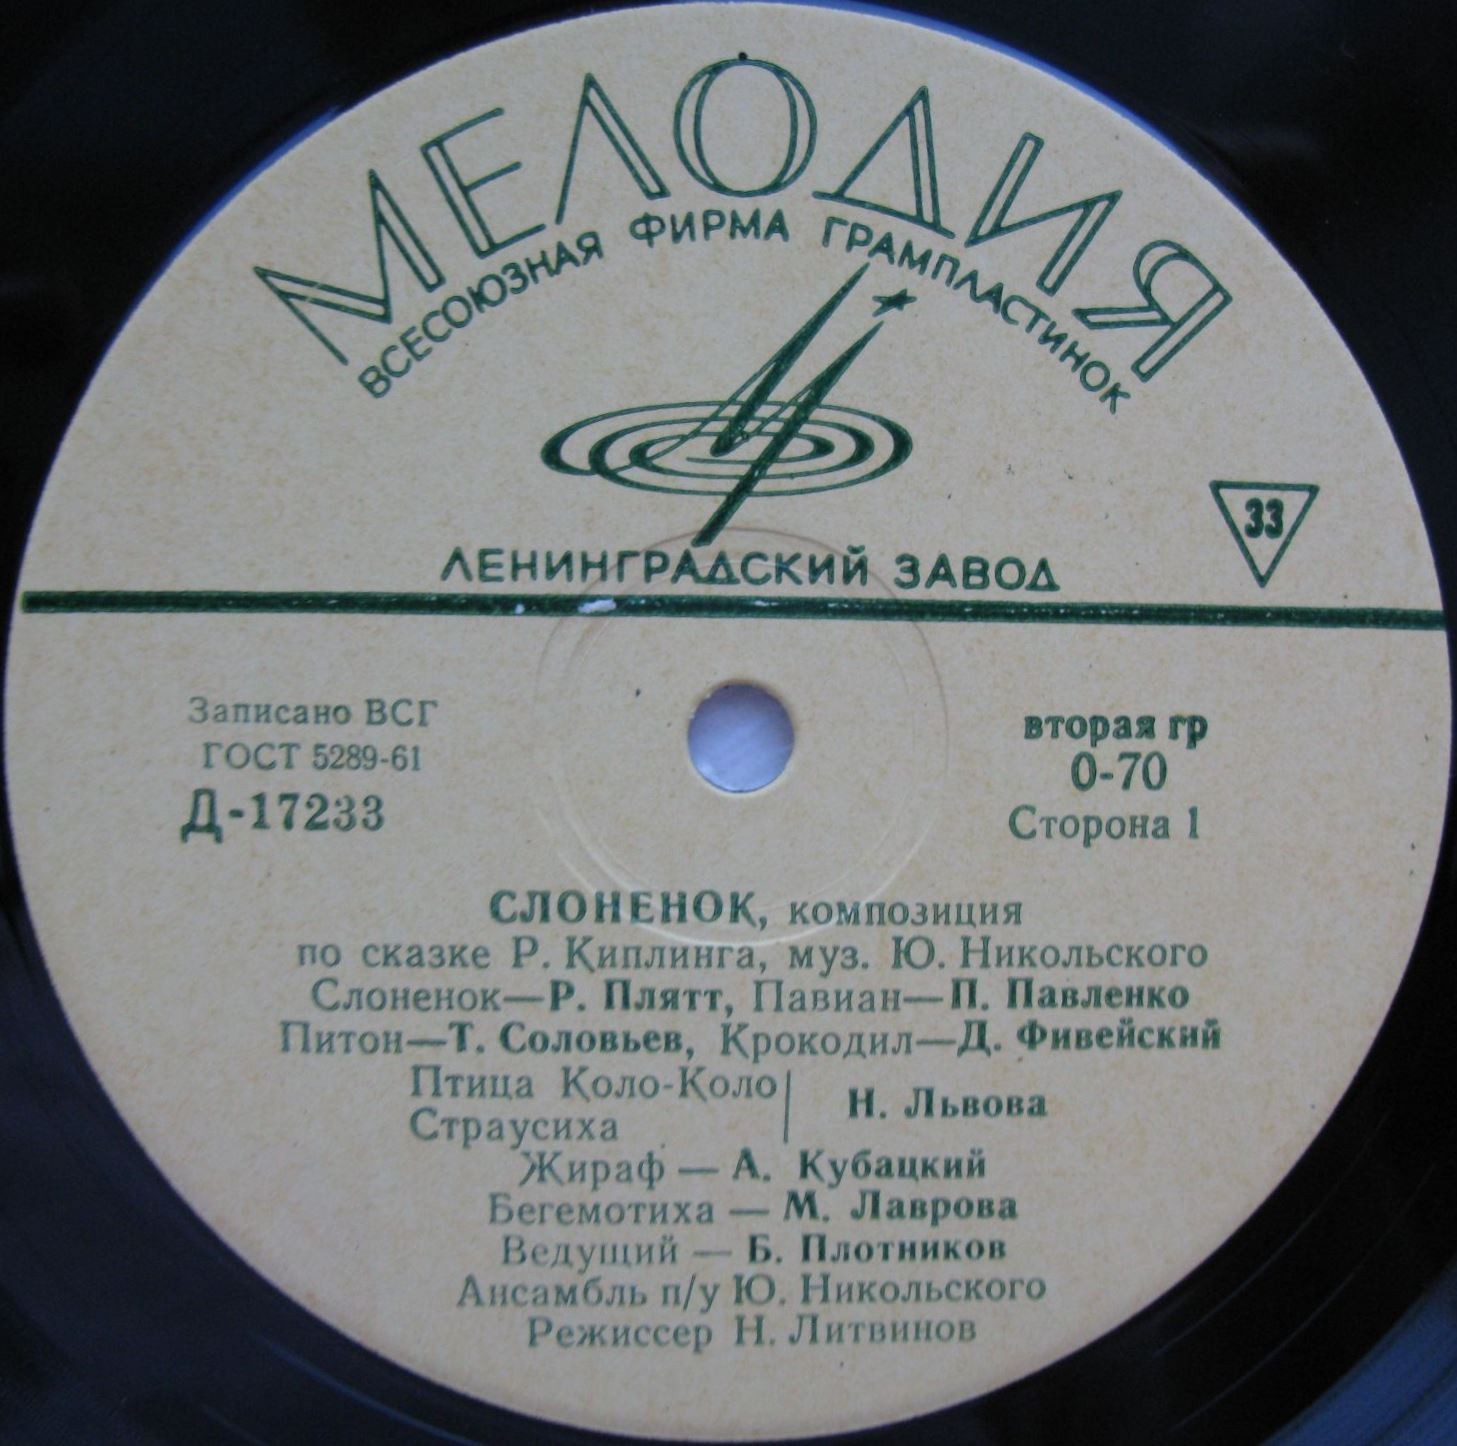 МЕЛОДИЯ
ВСЕСОЮЗНАЯ ФИРМА ГРАМПЛАСТИНОК
33
ЛЕНИНГРАДСКИЙ ЗАВОД
Записано ВСГ
ГОСТ 5289-61
Д-17233
вторая гр
0-70
Сторона 1
СЛОНЕНОК, композиция
по сказке Р. Киплинга, муз. Ю. Никольского
Слоненок—Р. Плятт, Павиан—П. Павленко
Питон—Т. Соловьев, Крокодил—Д. Фивейский
Птица Коло-Коло
Страусиха
Н. Львова
Жираф — А. Кубацкий
Бегемотиха — М. Лаврова
Ведущий — Б. Плотников
Ансамбль п/у Ю. Никольского
Режиссер Н. Литвинов